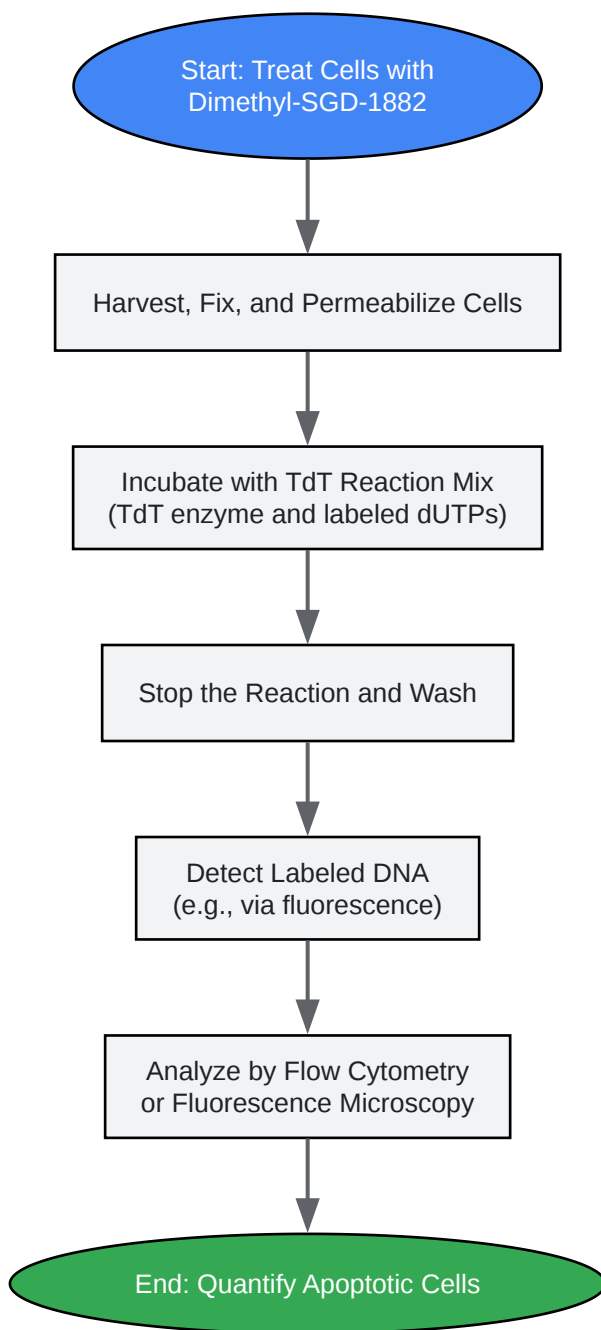 Start: Treat Cells with
Dimethyl-SGD-1882
Harvest, Fix, and Permeabilize Cells
Incubate with TdT Reaction Mix
(TdT enzyme and labeled dUTPs)
Stop the Reaction and Wash
Detect Labeled DNA
(e.g., via fluorescence)
Analyze by Flow Cytometry
or Fluorescence Microscopy
End: Quantify Apoptotic Cells